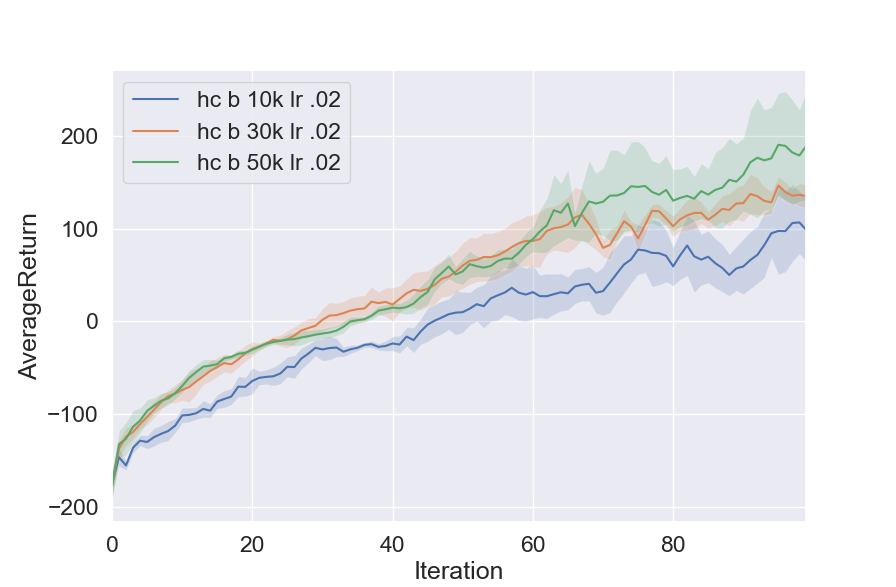 hc b 10k lr .02
hc b 30k lr .02
hc b 50k lr .02
200
100
0
−100
−200
AverageReturn
0 20 40 60 80
Iteration